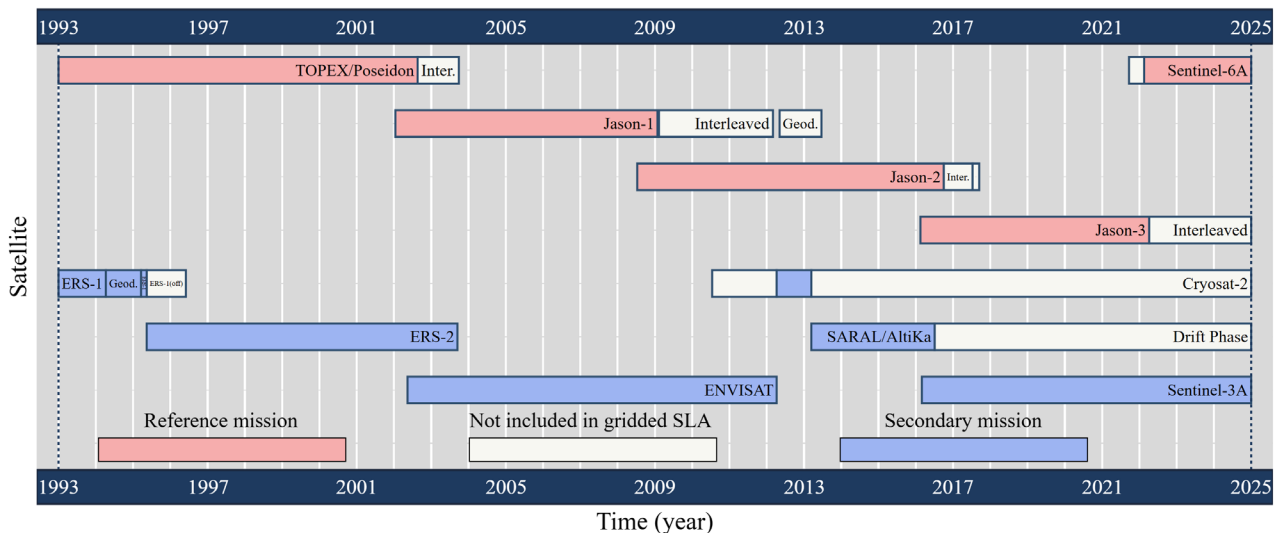 1993 1997 2001 2005 2009 2013 2017 2021 2025
TOPEX/Poseidon Inter. Sentinel-6A
Jason-1 Interleaved Geod.
Jason-2 Inter.
Jason-3 Interleaved
ERS-1 Geod. ERS-1(off) Cryosat-2
ERS-2 SARAL/AltiKa Drift Phase
ENVISAT Sentinel-3A
Reference mission Not included in gridded SLA Secondary mission
1993 1997 2001 2005 2009 2013 2017 2021 2025
Time (year)
Satellite